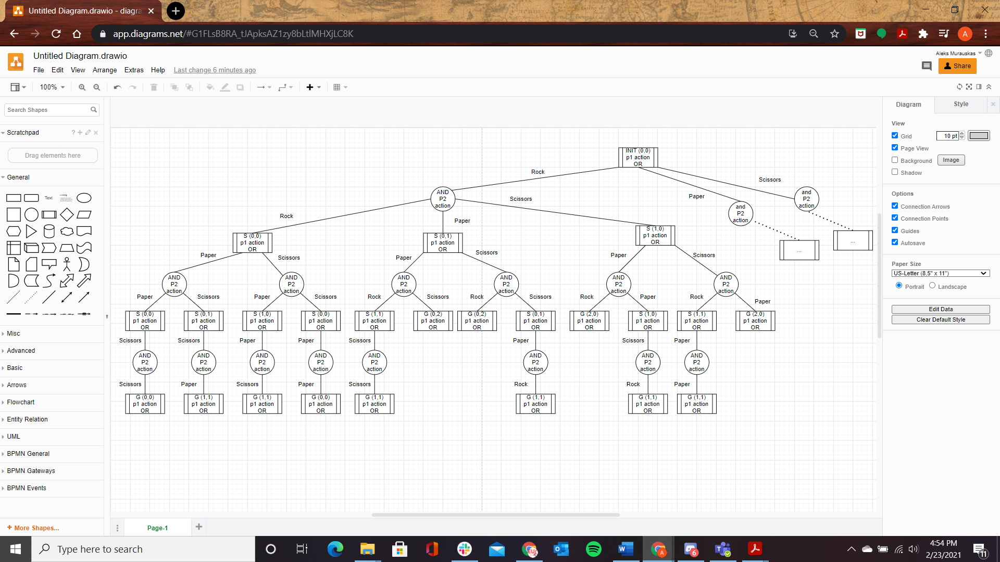 Untitled Diagram.drawio - diagra
app.diagrams.net/#G1FLsB8RA_tJApksAZ1zy8bLtlMHXjLC8K
A
Untitled Diagram.drawio
Aleks Murauskas
File Edit View Arrange Extras Help Last change 6 minutes ago
Share
100%
Search Shapes
Scratchpad
?
Drag elements here
General
Text
Misc
Advanced
Basic
Arrows
Flowchart
Entity Relation
UML
BPMN General
BPMN Gateways
BPMN Events
+ More Shapes...
INIT (0,0)
p1 action
OR
Rock
Paper
Scissors
AND
P2
action
and
P2
action
and
P2
action
Rock
Paper
Scissors
S (0,0)
p1 action
OR
S (0,1)
p1 action
OR
S (1,0)
p1 action
OR
...
...
Paper
Scissors
Paper
Scissors
Paper
Scissors
AND
P2
action
AND
P2
action
AND
P2
action
AND
P2
action
AND
P2
action
AND
P2
action
Paper
Scissors
Paper
Scissors
Rock
Scissors
Rock
Scissors
Rock
Paper
Rock
Paper
S (0,0)
p1 action
OR
S (0,1)
p1 action
OR
S (1,0)
p1 action
OR
S (0,0)
p1 action
OR
S (1,1)
p1 action
OR
G (0,2)
p1 action
OR
G (0,2)
p1 action
OR
S (0,1)
p1 action
OR
G (2,0)
p1 action
OR
S (1,0)
p1 action
OR
S (1,1)
p1 action
OR
G (2,0)
p1 action
OR
Scissors
Scissors
Paper
Paper
Scissors
Paper
Scissors
Paper
AND
P2
action
AND
P2
action
AND
P2
action
AND
P2
action
AND
P2
action
AND
P2
action
AND
P2
action
AND
P2
action
Scissors
Paper
Scissors
Paper
Scissors
Rock
Rock
Paper
G (0,0)
p1 action
OR
G (1,1)
p1 action
OR
G (1,1)
p1 action
OR
G (0,0)
p1 action
OR
G (1,1)
p1 action
OR
G (1,1)
p1 action
OR
G (1,1)
p1 action
OR
G (1,1)
p1 action
OR
Diagram Style
View
Grid 10 pt
Page View
Background Image
Shadow
Options
Connection Arrows
Connection Points
Guides
Autosave
Paper Size
US-Letter (8,5" x 11")
Portrait Landscape
Edit Data
Clear Default Style
Page-1
Type here to search
4:54 PM
2/23/2021
11